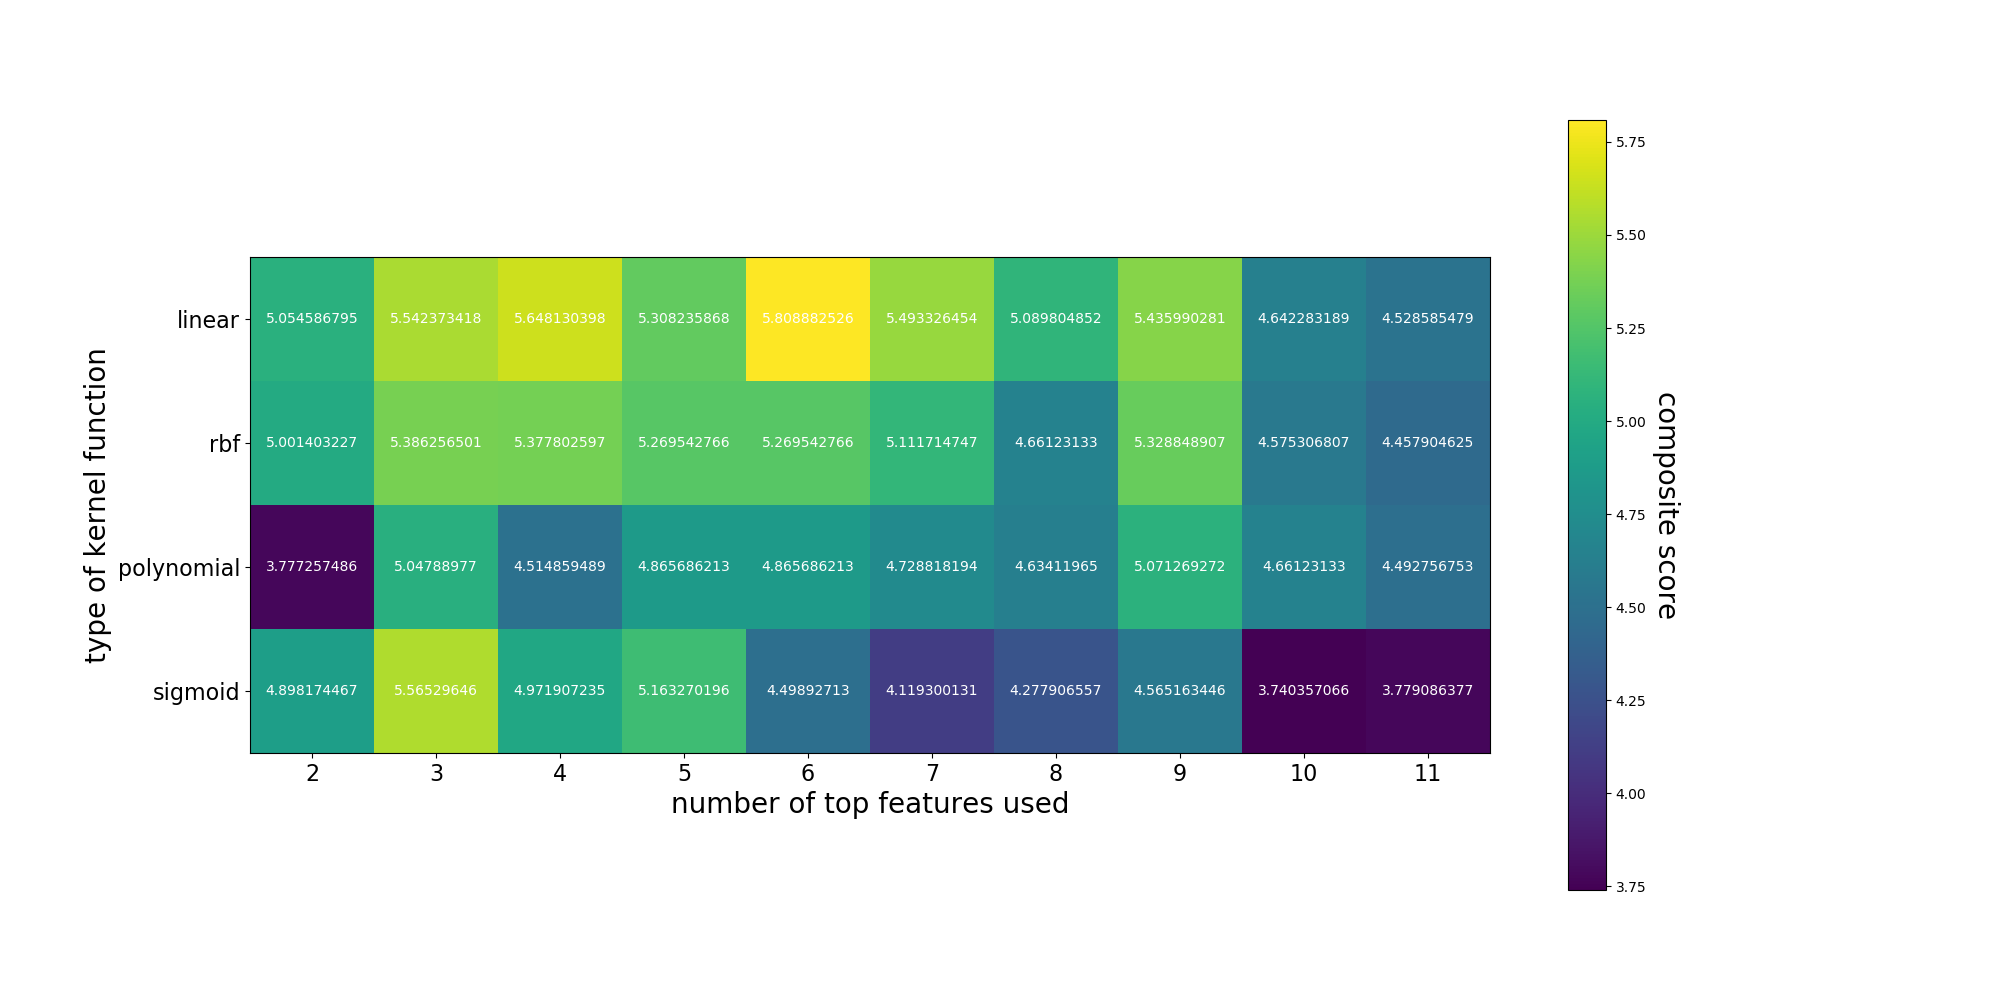 linear 5.054586795 5.542373418 5.648130398 5.308235868 5.808882526 5.493326454 5.089804852 5.435990281 4.642283189 4.528585479
rbf 5.001403227 5.386256501 5.377802597 5.269542766 5.269542766 5.111714747 4.66123133 5.328848907 4.575306807 4.457904625
polynomial 3.777257486 5.04788977 4.514859489 4.865686213 4.865686213 4.728818194 4.63411965 5.071269272 4.66123133 4.492756753
sigmoid 4.898174467 5.56529646 4.971907235 5.163270196 4.49892713 4.119300131 4.277906557 4.565163446 3.740357066 3.779086377
2 3 4 5 6 7 8 9 10 11
number of top features used
type of kernel function
5.75
5.50
5.25
5.00
4.75
4.50
4.25
4.00
3.75
composite score